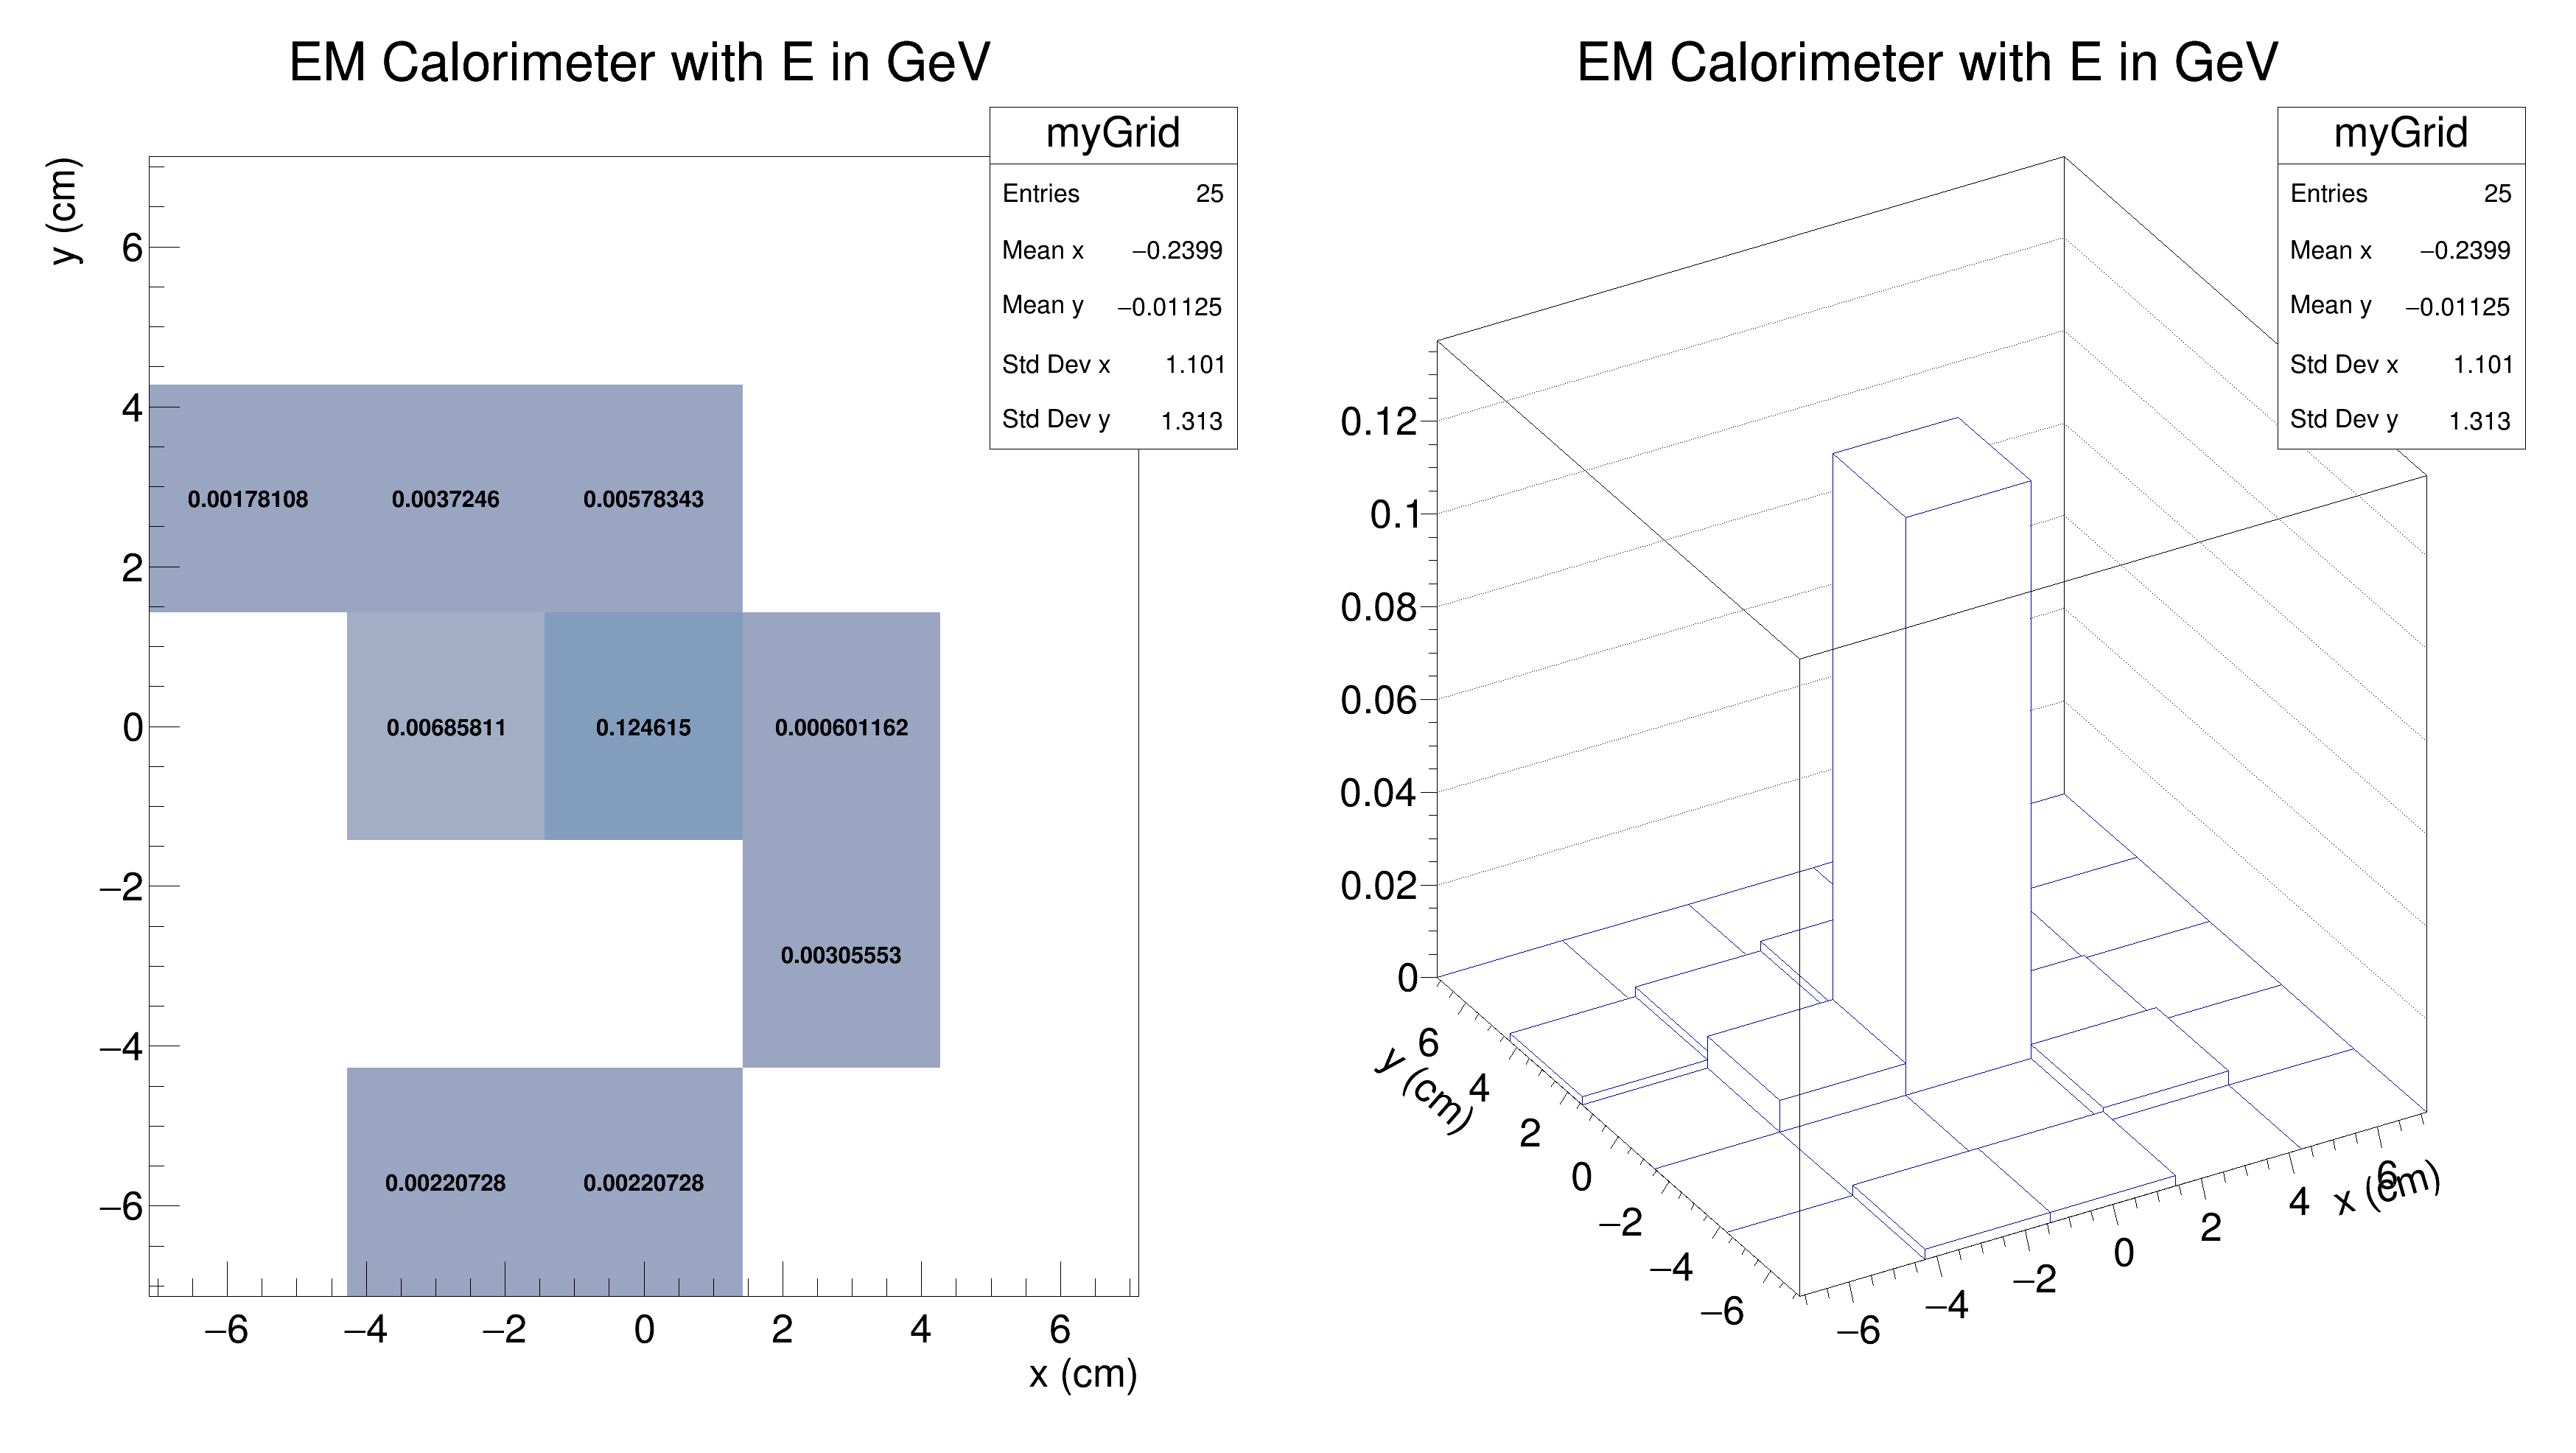 EM Calorimeter with E in GeV
myGrid
Entries 25
Mean x −0.2399
Mean y −0.01125
Std Dev x 1.101
Std Dev y 1.313
y (cm)
6
4
2
0
−2
−4
−6
0.00178108 0.0037246 0.00578343
0.00685811 0.124615 0.000601162
0.00305553
0.00220728 0.00220728
−6 −4 −2 0 2 4 6
x (cm)
EM Calorimeter with E in GeV
myGrid
Entries 25
Mean x −0.2399
Mean y −0.01125
Std Dev x 1.101
Std Dev y 1.313
0.12
0.1
0.08
0.06
0.04
0.02
0
y (cm)
6
4
2
0
−2
−4
−6
−6 −4 −2 0 2 4 6
x (cm)